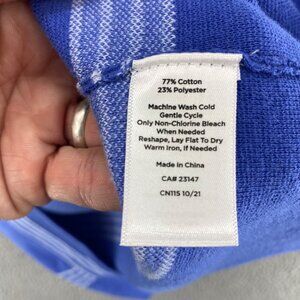 77% Cotton
23% Polyester
Machine Wash Cold
Gentle Cycle
Only Non-Chlorine Bleach
When Needed
Reshape, Lay Flat To Dry
Warm Iron, If Needed
Made in China
CA# 23147
CN115 10/21